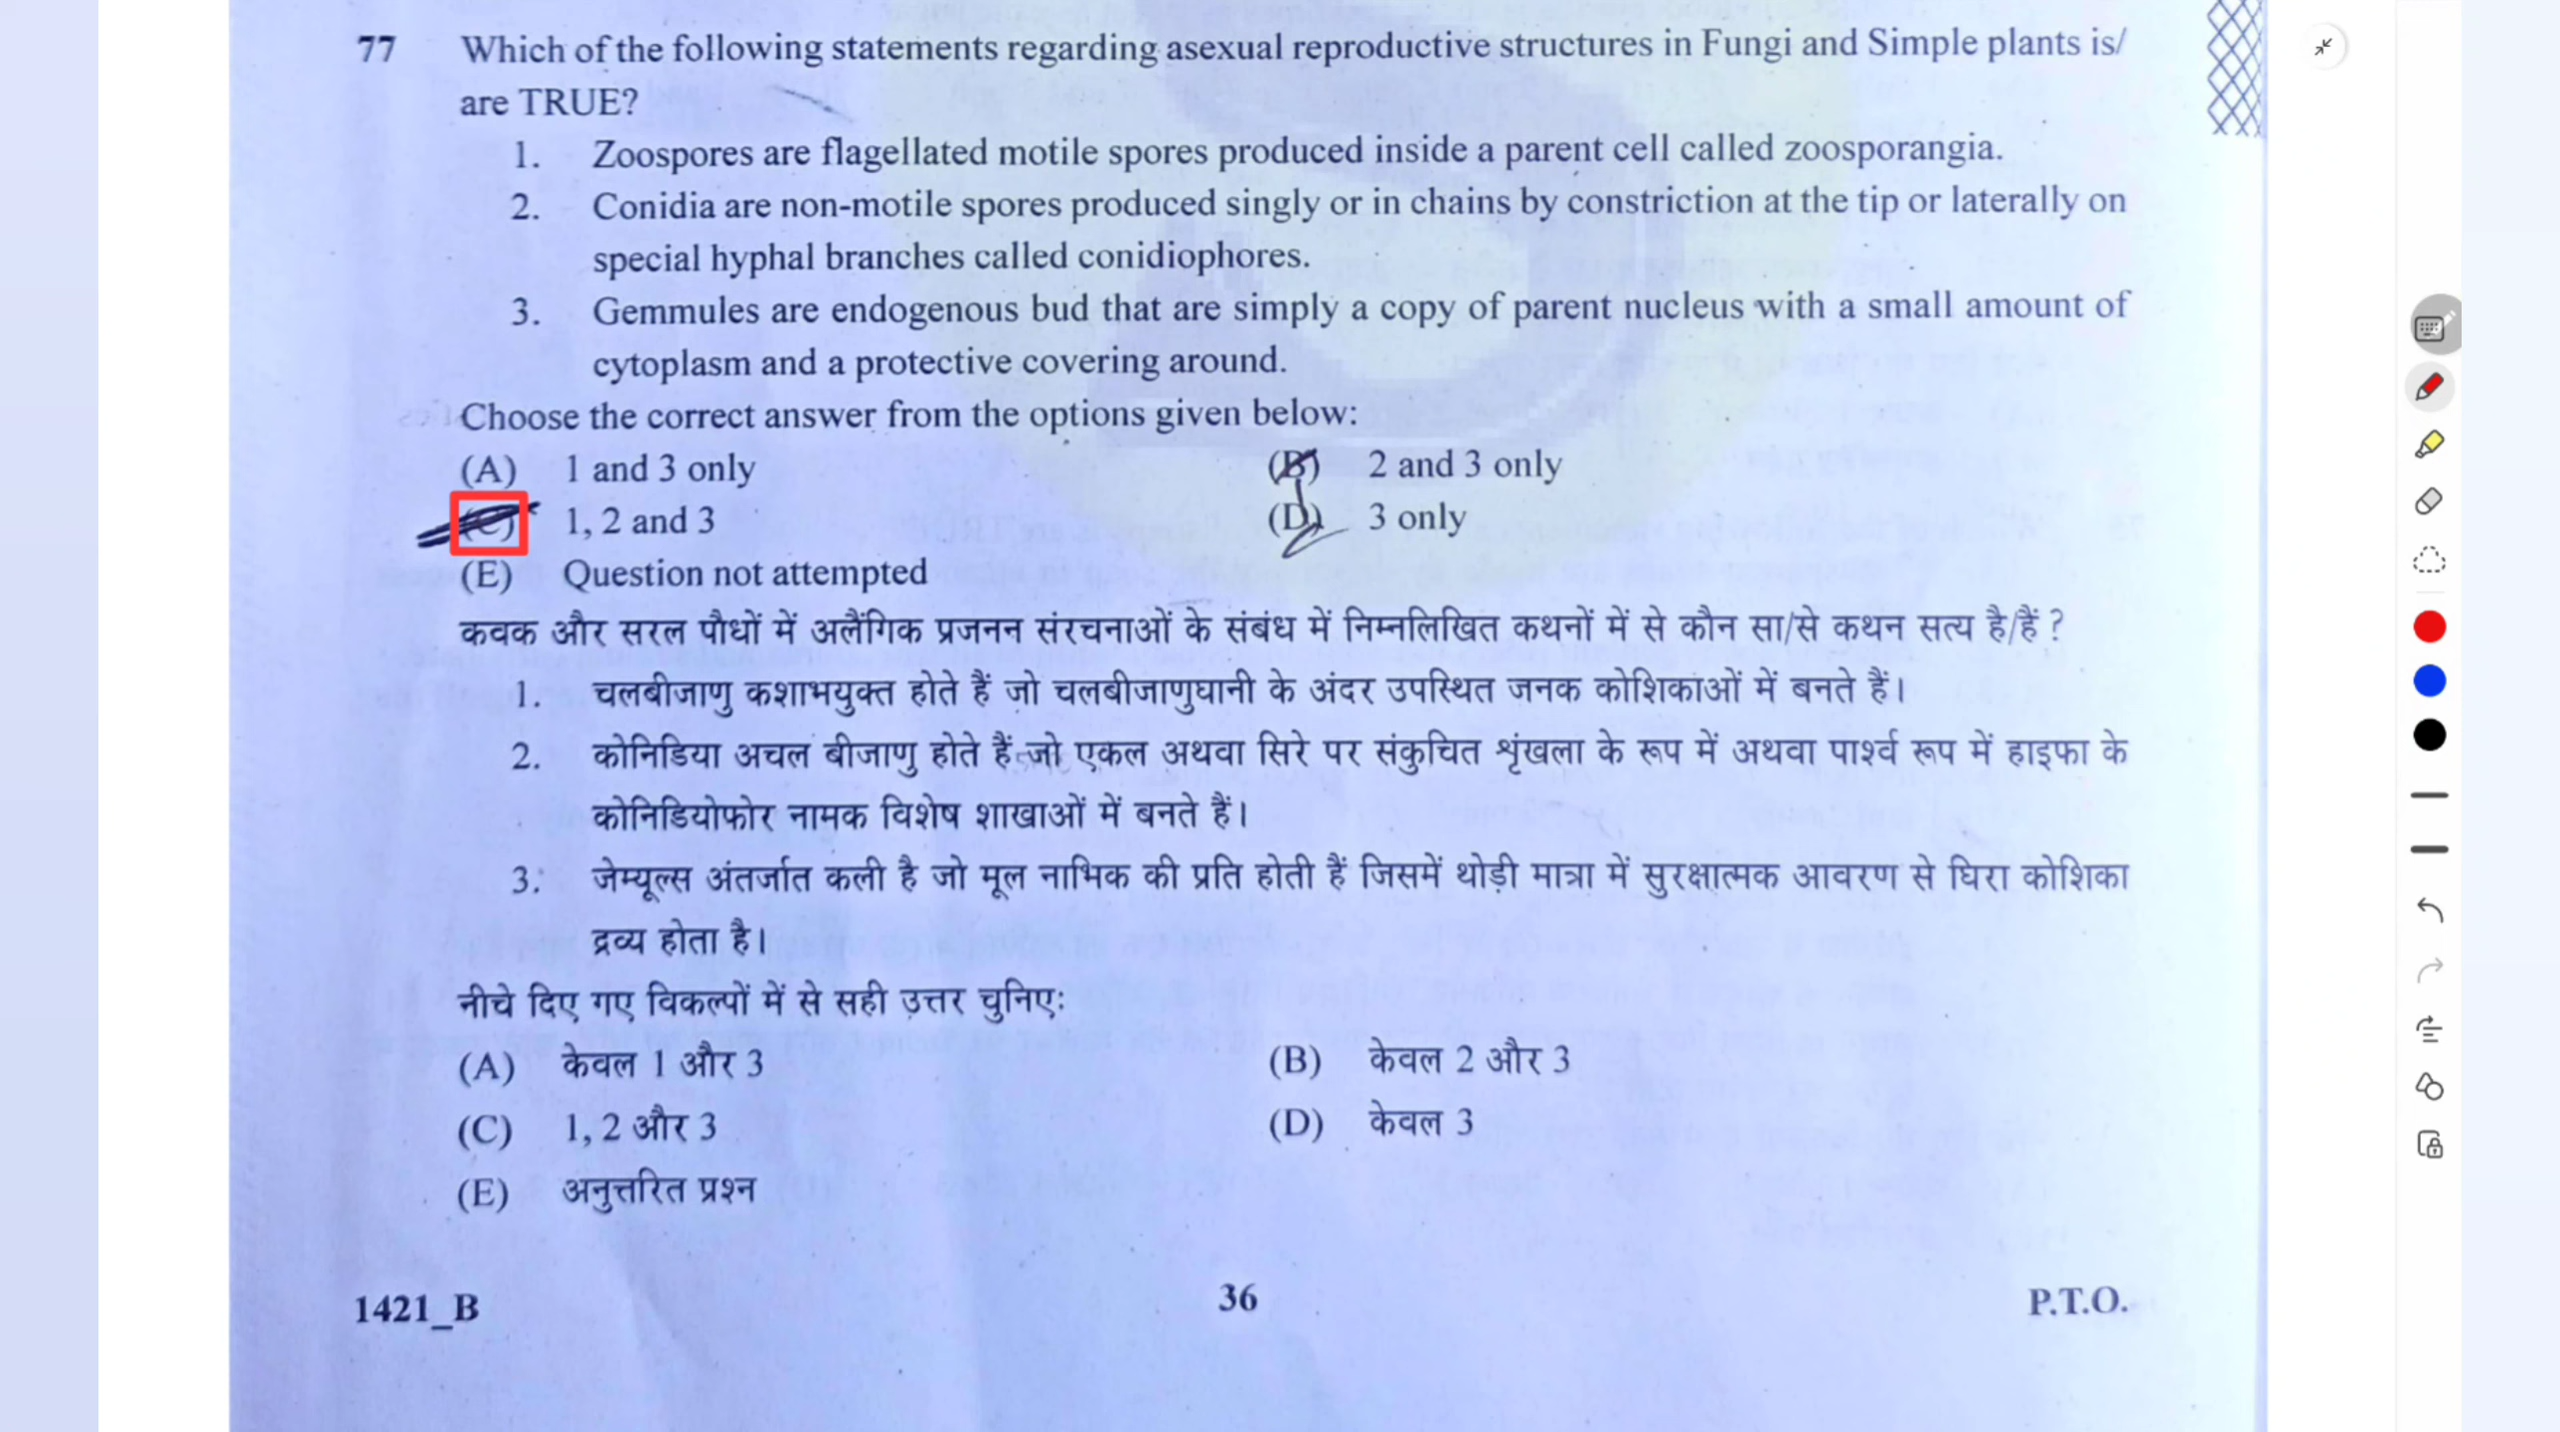 77 Which of the following statements regarding asexual reproductive structures in Fungi and Simple plants is/
are TRUE?
1. Zoospores are flagellated motile spores produced inside a parent cell called zoosporangia.
2. Conidia are non-motile spores produced singly or in chains by constriction at the tip or laterally on
special hyphal branches called conidiophores.
3. Gemmules are endogenous bud that are simply a copy of parent nucleus with a small amount of
cytoplasm and a protective covering around.
Choose the correct answer from the options given below:
(A) 1 and 3 only (B) 2 and 3 only
(C) 1, 2 and 3 (D) 3 only
(E) Question not attempted
कवक और सरल पौधों में अलैंगिक प्रजनन संरचनाओं के संबंध में निम्नलिखित कथनों में से कौन सा/से कथन सत्य है/हैं ?
1. चलबीजाणु कशाभयुक्त होते हैं जो चलबीजाणुधानी के अंदर उपस्थित जनक कोशिकाओं में बनते हैं।
2. कोनिडिया अचल बीजाणु होते हैं जो एकल अथवा सिरे पर संकुचित शृंखला के रूप में अथवा पार्श्व रूप में हाइफा के
कोनिडियोफोर नामक विशेष शाखाओं में बनते हैं।
3. जेम्यूल्स अंतर्जात कली है जो मूल नाभिक की प्रति होती हैं जिसमें थोड़ी मात्रा में सुरक्षात्मक आवरण से घिरा कोशिका
द्रव्य होता है।
नीचे दिए गए विकल्पों में से सही उत्तर चुनिए:
(A) केवल 1 और 3 (B) केवल 2 और 3
(C) 1, 2 और 3 (D) केवल 3
(E) अनुत्तरित प्रश्न
1421_B 36 P.T.O.